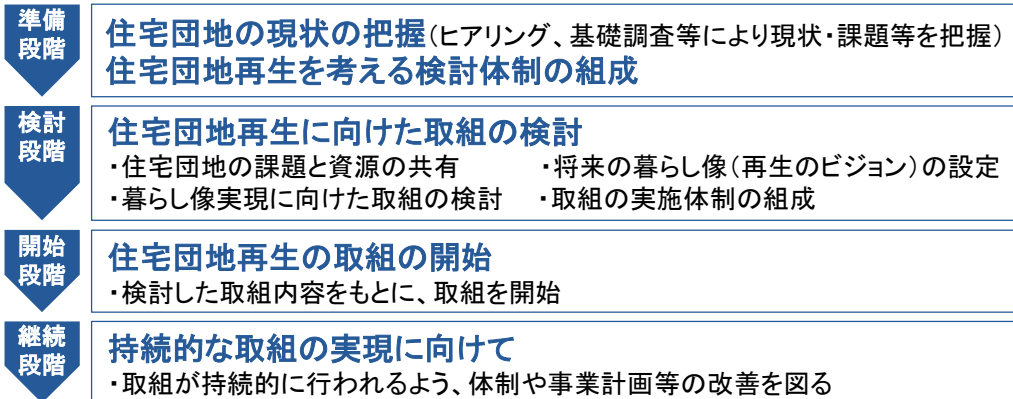 準備
段階
住宅団地の現状の把握(ヒアリング、基礎調査等により現状・課題等を把握)
住宅団地再生を考える検討体制の組成
検討
段階
住宅団地再生に向けた取組の検討
・住宅団地の課題と資源の共有 ・将来の暮らし像(再生のビジョン)の設定
・暮らし像実現に向けた取組の検討 ・取組の実施体制の組成
開始
段階
住宅団地再生の取組の開始
・検討した取組内容をもとに、取組を開始
継続
段階
持続的な取組の実現に向けて
・取組が持続的に行われるよう、体制や事業計画等の改善を図る